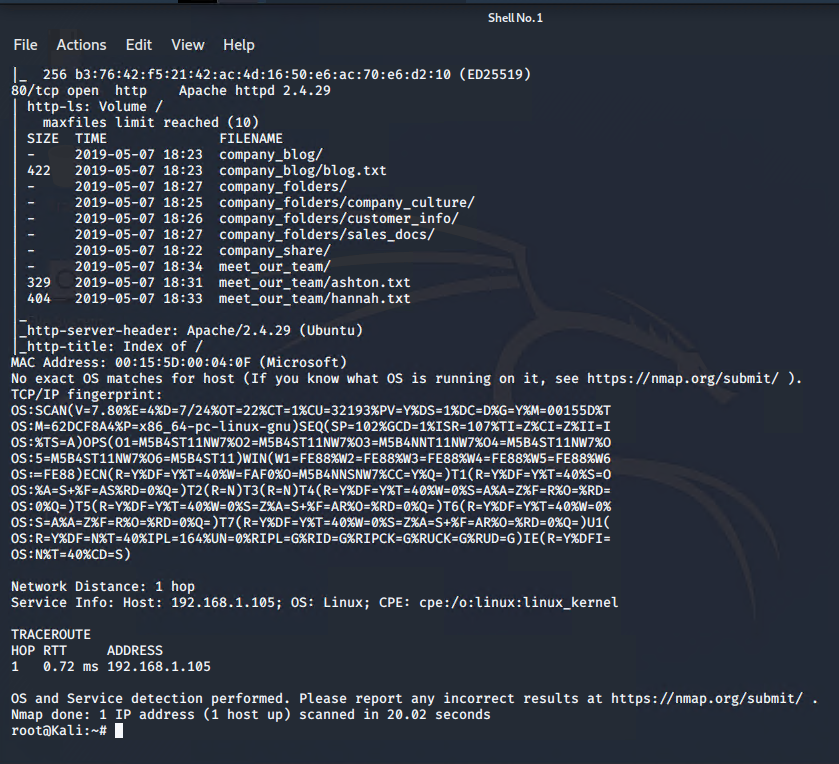 Shell No. 1
File Actions Edit View Help
|_  256 b3:76:42:f5:21:42:ac:4d:16:50:e6:ac:70:e6:d2:10 (ED25519)
80/tcp open  http    Apache httpd 2.4.29
| http-ls: Volume /
|   maxfiles limit reached (10)
| SIZE  TIME              FILENAME
| -     2019-05-07 18:23  company_blog/
| 422   2019-05-07 18:23  company_blog/blog.txt
| -     2019-05-07 18:27  company_folders/
| -     2019-05-07 18:25  company_folders/company_culture/
| -     2019-05-07 18:26  company_folders/customer_info/
| -     2019-05-07 18:27  company_folders/sales_docs/
| -     2019-05-07 18:22  company_share/
| -     2019-05-07 18:34  meet_our_team/
| 329   2019-05-07 18:31  meet_our_team/ashton.txt
| 404   2019-05-07 18:33  meet_our_team/hannah.txt
|_
|_http-server-header: Apache/2.4.29 (Ubuntu)
|_http-title: Index of /
MAC Address: 00:15:5D:00:04:0F (Microsoft)
No exact OS matches for host (If you know what OS is running on it, see https://nmap.org/submit/ ).
TCP/IP fingerprint:
OS:SCAN(V=7.80%E=4%D=7/24%OT=22%CT=1%CU=32193%PV=Y%DS=1%DC=D%G=Y%M=00155D%T
OS:M=62DCF8A4%P=x86_64-pc-linux-gnu)SEQ(SP=102%GCD=1%ISR=107%TI=Z%CI=Z%II=I
OS:%TS=A)OPS(O1=M5B4ST11NW7%O2=M5B4ST11NW7%O3=M5B4NNT11NW7%O4=M5B4ST11NW7%O
OS:5=M5B4ST11NW7%O6=M5B4ST11)WIN(W1=FE88%W2=FE88%W3=FE88%W4=FE88%W5=FE88%W6
OS:=FE88)ECN(R=Y%DF=Y%T=40%W=FAF0%O=M5B4NNSNW7%CC=Y%Q=)T1(R=Y%DF=Y%T=40%S=O
OS:%A=S+%F=AS%RD=0%Q=)T2(R=N)T3(R=N)T4(R=Y%DF=Y%T=40%W=0%S=A%A=Z%F=R%O=%RD=
OS:0%Q=)T5(R=Y%DF=Y%T=40%W=0%S=Z%A=S+%F=AR%O=%RD=0%Q=)T6(R=Y%DF=Y%T=40%W=0%
OS:S=A%A=Z%F=R%O=%RD=0%Q=)T7(R=Y%DF=Y%T=40%W=0%S=Z%A=S+%F=AR%O=%RD=0%Q=)U1(
OS:R=Y%DF=N%T=40%IPL=164%UN=0%RIPL=G%RID=G%RIPCK=G%RUCK=G%RUD=G)IE(R=Y%DFI=
OS:N%T=40%CD=S)
Network Distance: 1 hop
Service Info: Host: 192.168.1.105; OS: Linux; CPE: cpe:/o:linux:linux_kernel
TRACEROUTE
HOP RTT     ADDRESS
1   0.72 ms 192.168.1.105
OS and Service detection performed. Please report any incorrect results at https://nmap.org/submit/ .
Nmap done: 1 IP address (1 host up) scanned in 20.02 seconds
root@Kali:~#